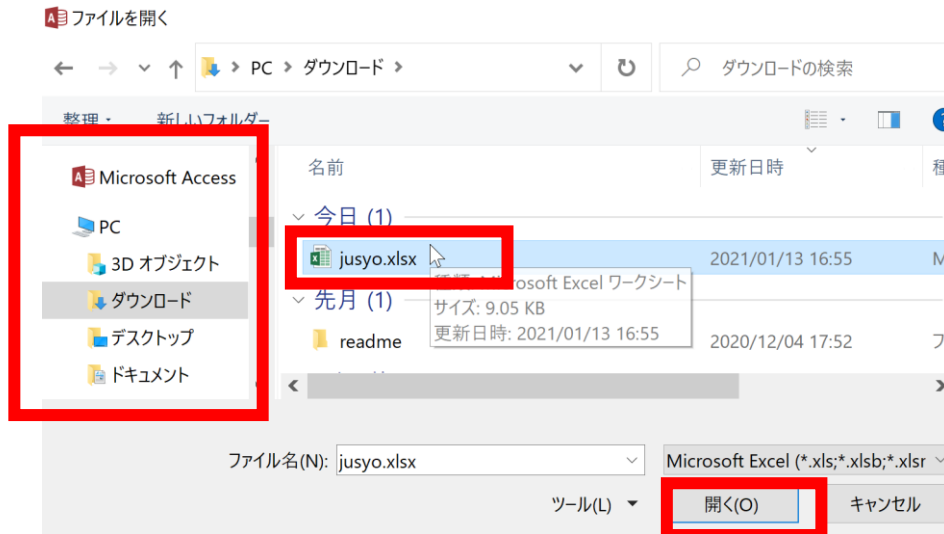 ファイルを開く
PC > ダウンロード >
ダウンロードの検索
整理 新しいフォルダー
Microsoft Access
PC
3D オブジェクト
ダウンロード
デスクトップ
ドキュメント
名前 更新日時 種
今日 (1)
jusyo.xlsx 2021/01/13 16:55 M
種類: Microsoft Excel ワークシート
サイズ: 9.05 KB
更新日時: 2021/01/13 16:55
先月 (1)
readme 2020/12/04 17:52 フ
ファイル名(N): jusyo.xlsx Microsoft Excel (*.xls;*.xlsb;*.xlsr
ツール(L) 開く(O) キャンセル